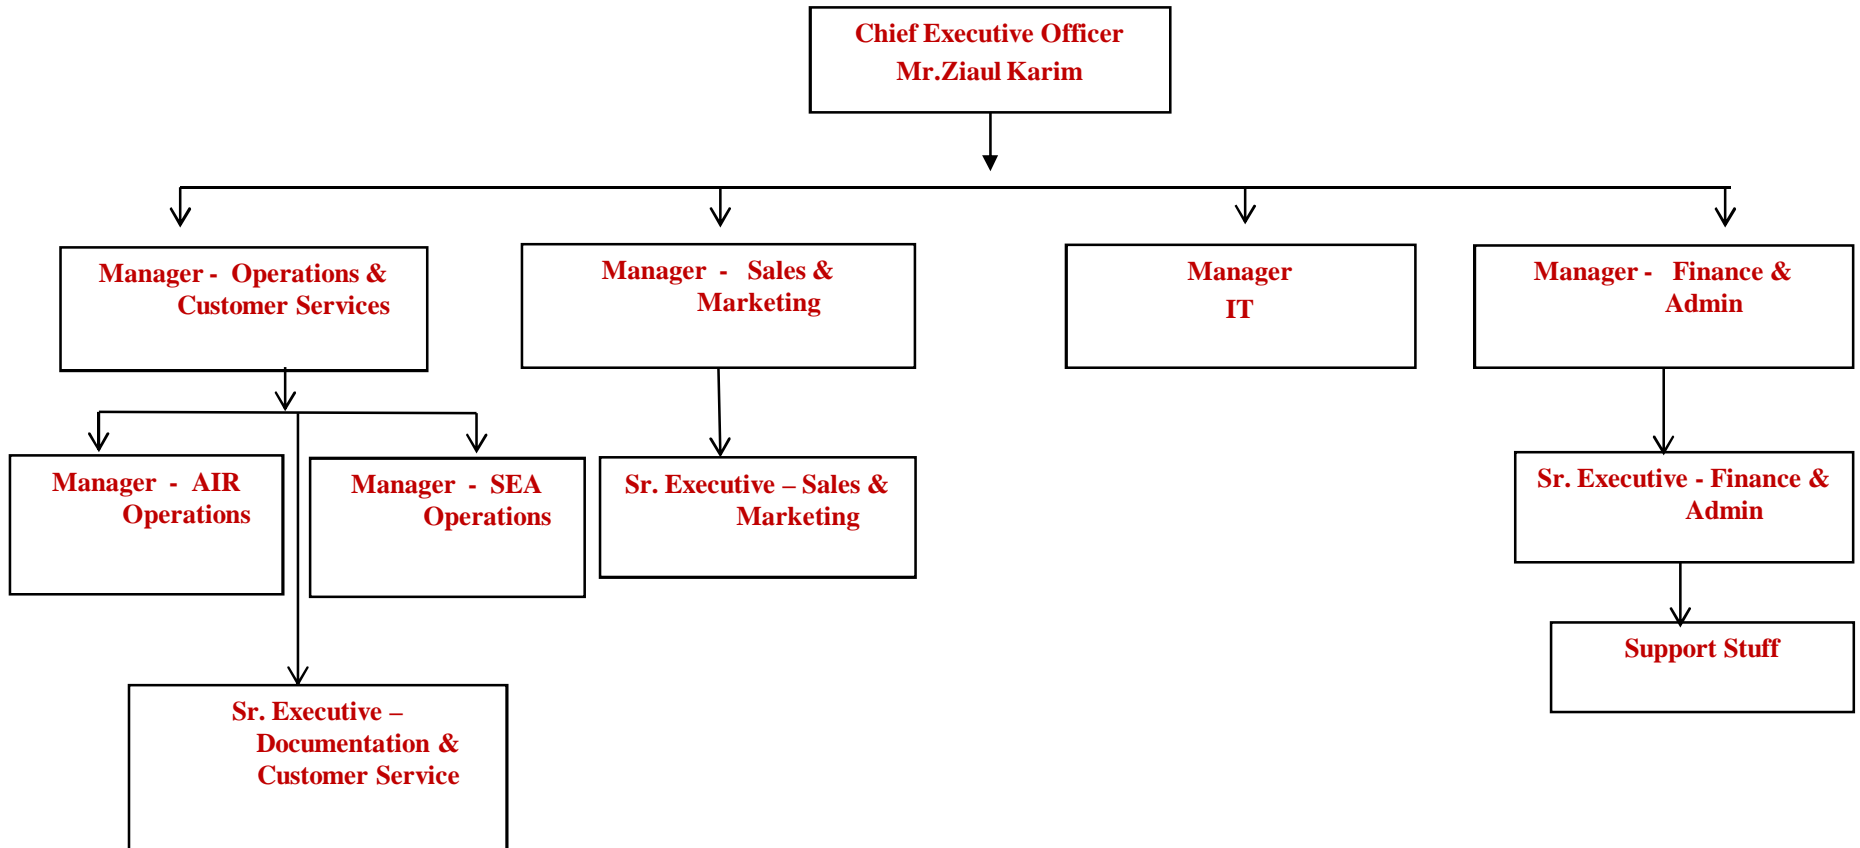 Chief Executive Officer
Mr.Ziaul Karim
Manager - Operations &
Customer Services
Manager - Sales &
Marketing
Manager
IT
Manager - Finance &
Admin
Manager - AIR
Operations
Manager - SEA
Operations
Sr. Executive – Sales &
Marketing
Sr. Executive - Finance &
Admin
Support Stuff
Sr. Executive –
Documentation &
Customer Service